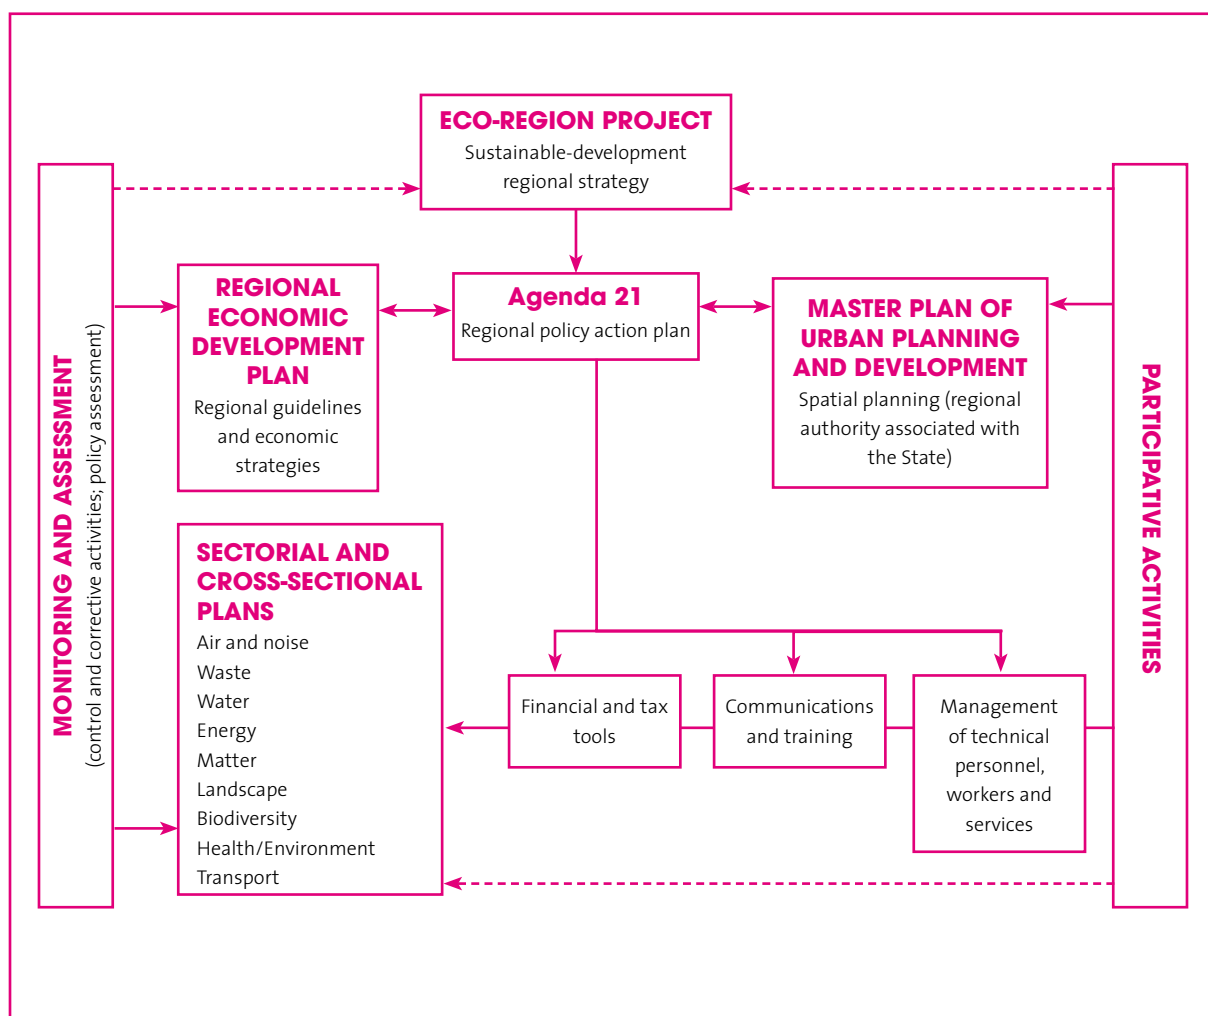 ECO-REGION PROJECT
Sustainable-development
regional strategy
MONITORING AND ASSESSMENT
(control and corrective activities; policy assessment)
REGIONAL
ECONOMIC
DEVELOPMENT
PLAN
Regional guidelines
and economic
strategies
Agenda 21
Regional policy action plan
MASTER PLAN OF
URBAN PLANNING
AND DEVELOPMENT
Spatial planning (regional
authority associated with
the State)
PARTICIPATIVE ACTIVITIES
SECTORIAL AND
CROSS-SECTIONAL
PLANS
Air and noise
Waste
Water
Energy
Matter
Landscape
Biodiversity
Health/Environment
Transport
Financial and tax
tools
Communications
and training
Management
of technical
personnel,
workers and
services